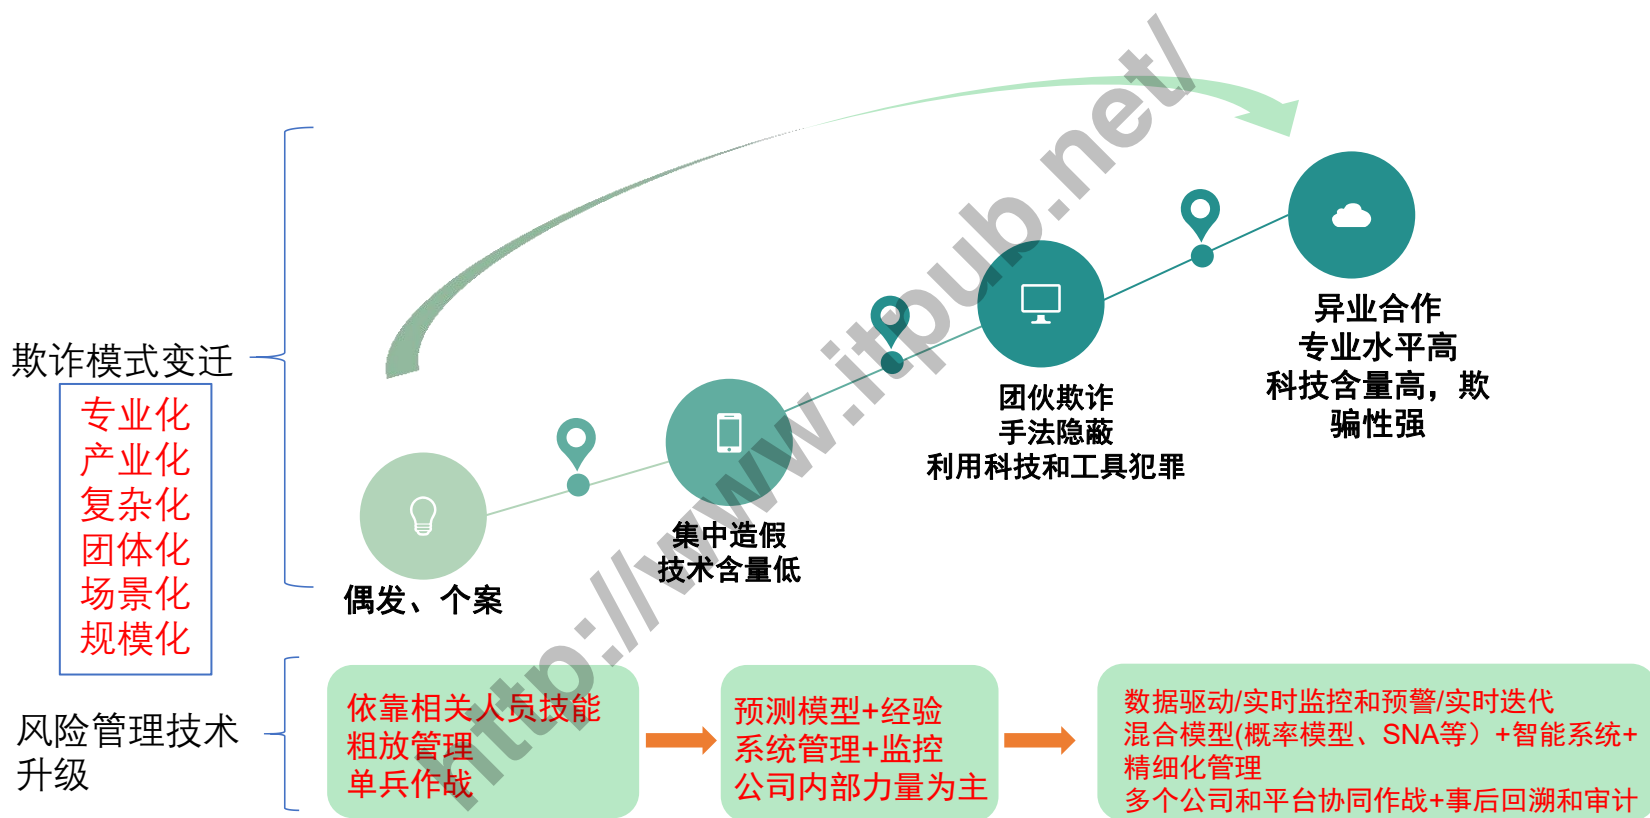 欺诈模式变迁
专业化
产业化
复杂化
团体化
场景化
规模化
偶发、个案
集中造假
技术含量低
团伙欺诈
手法隐蔽
利用科技和工具犯罪
异业合作
专业水平高
科技含量高，欺
骗性强
风险管理技术
升级
依靠相关人员技能
粗放管理
单兵作战
预测模型+经验
系统管理+监控
公司内部力量为主
数据驱动/实时监控和预警/实时迭代
混合模型(概率模型、SNA等）+智能系统+
精细化管理
多个公司和平台协同作战+事后回溯和审计
http://www.itpub.net/